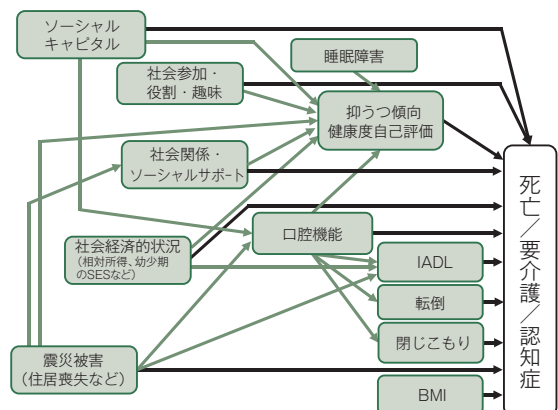 ソーシャル
キャピタル
睡眠障害
社会参加・
役割・趣味
抑うつ傾向
健康度自己評価
社会関係・
ソーシャルサポート
口腔機能
社会経済的状況
(相対所得、幼少期
のSESなど)
IADL
転倒
閉じこもり
震災被害
(住居喪失など)
BMI
死亡/要介護/認知症